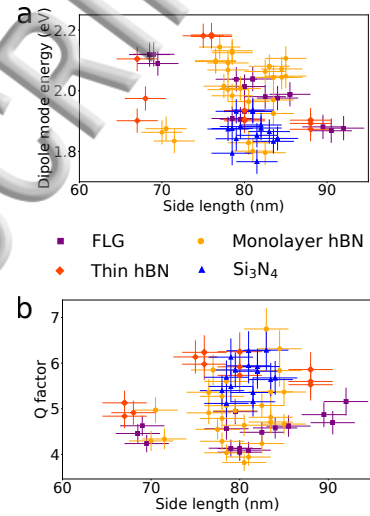 a
Dipole mode energy (eV)
2.2
2.0
1.8
60 70 80 90
Side length (nm)
FLG
Monolayer hBN
Thin hBN
Si₃N₄
b
Q factor
7
6
5
4
60 70 80 90
Side length (nm)